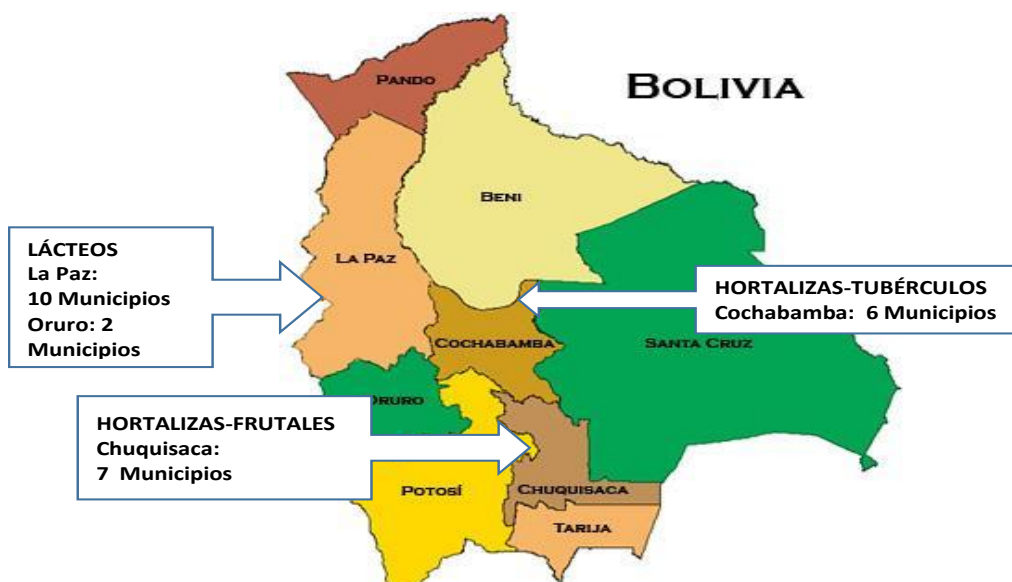 PANDO
BOLIVIA
BENI
LÁCTEOS
La Paz:
10 Municipios
Oruro: 2
Municipios
LA PAZ
HORTALIZAS-TUBÉRCULOS
Cochabamba:  6 Municipios
COCHABAMBA
SANTA CRUZ
ORURO
HORTALIZAS-FRUTALES
Chuquisaca:
7  Municipios
POTOSÍ
CHUQUISACA
TARIJA